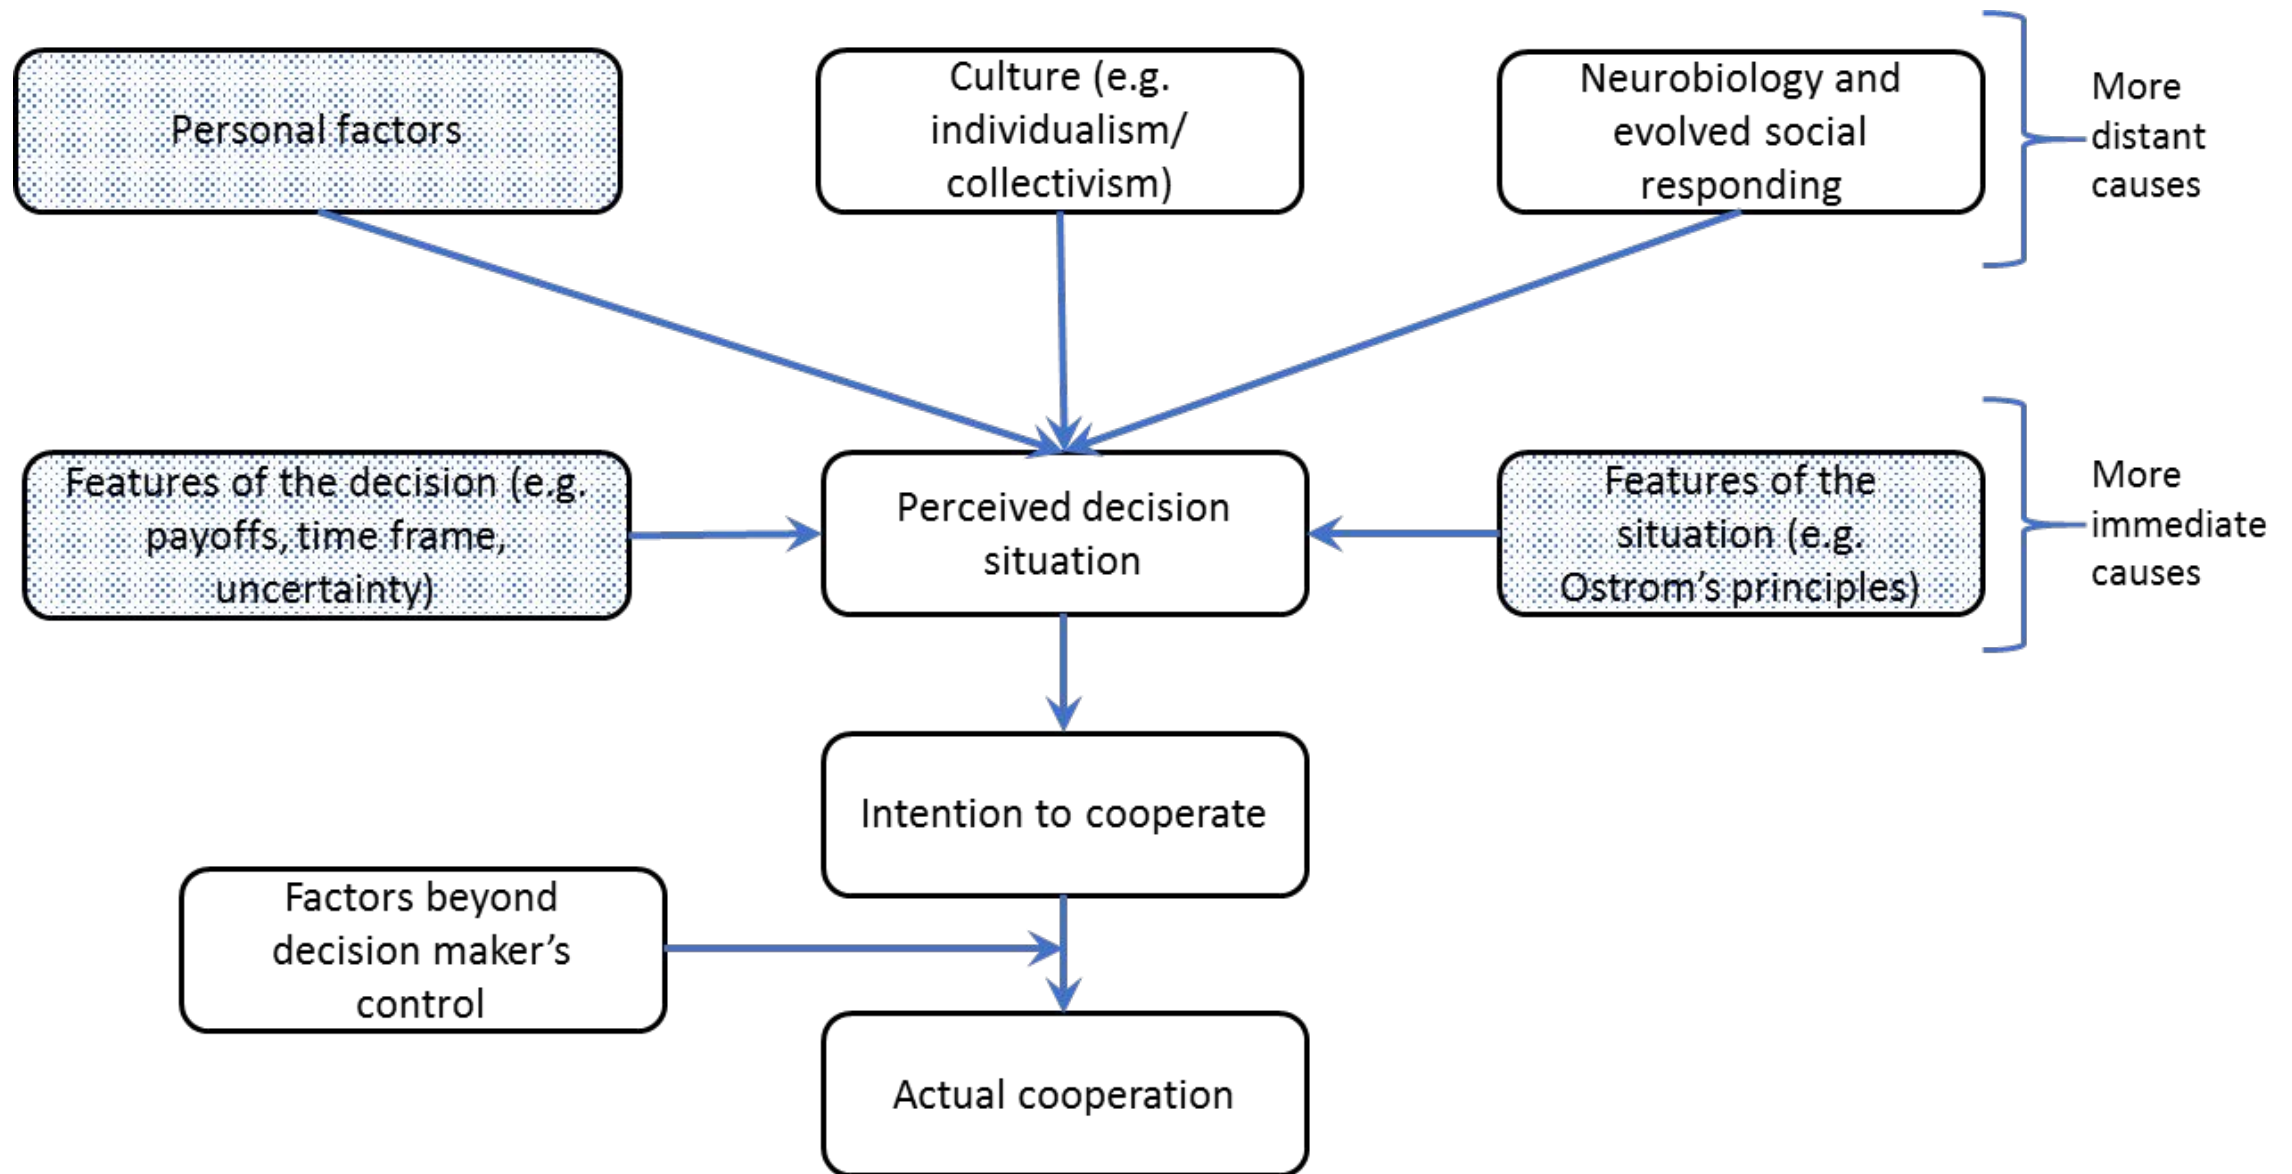 Personal factors
Culture (e.g.
individualism/
collectivism)
Neurobiology and
evolved social
responding
More
distant
causes
Features of the decision (e.g.
payoffs, time frame,
uncertainty)
Perceived decision
situation
Features of the
situation (e.g.
Ostrom’s principles)
More
immediate
causes
Intention to cooperate
Factors beyond
decision maker’s
control
Actual cooperation